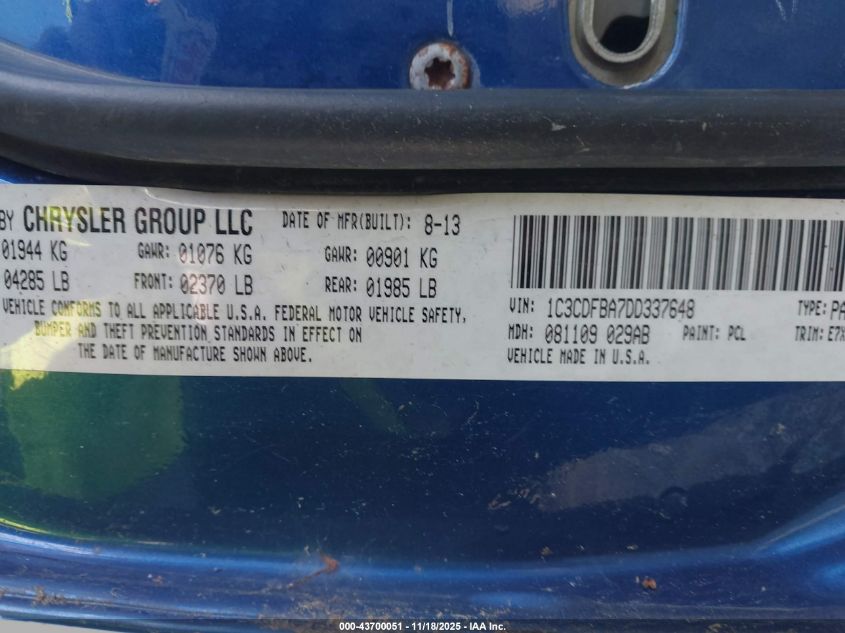 BY CHRYSLER GROUP LLC DATE OF MFR(BUILT): 8-13
01944 KG GAWR: 01076 KG GAWR: 00901 KG
04285 LB FRONT: 02370 LB REAR: 01985 LB
VEHICLE CONFORMS TO ALL APPLICABLE U.S.A. FEDERAL MOTOR VEHICLE SAFETY,
BUMPER AND THEFT PREVENTION STANDARDS IN EFFECT ON
THE DATE OF MANUFACTURE SHOWN ABOVE.
VIN: 1C3CDFBA7DD337648 TYPE: PA
MDH: 081109 029AB PAINT: PCL TRIM: E7X
VEHICLE MADE IN U.S.A.
000-43700051 - 11/18/2025 - IAA Inc.